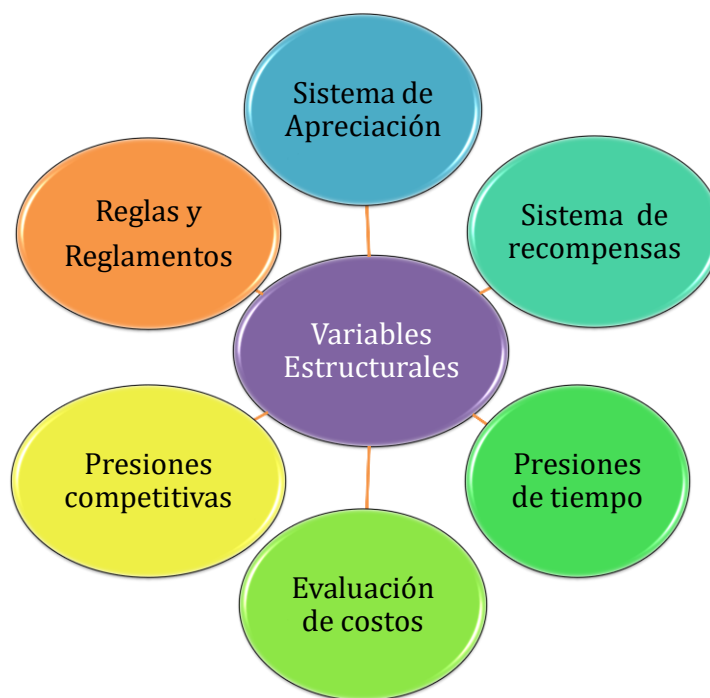 Sistema de
Apreciación
Sistema de
recompensas
Presiones
de tiempo
Evaluación
de costos
Presiones
competitivas
Reglas y
Reglamentos
Variables
Estructurales